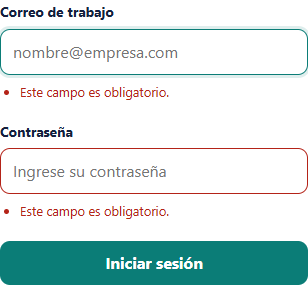 Correo de trabajo
nombre@empresa.com
• Este campo es obligatorio.
Contraseña
Ingrese su contraseña
• Este campo es obligatorio.
Iniciar sesión